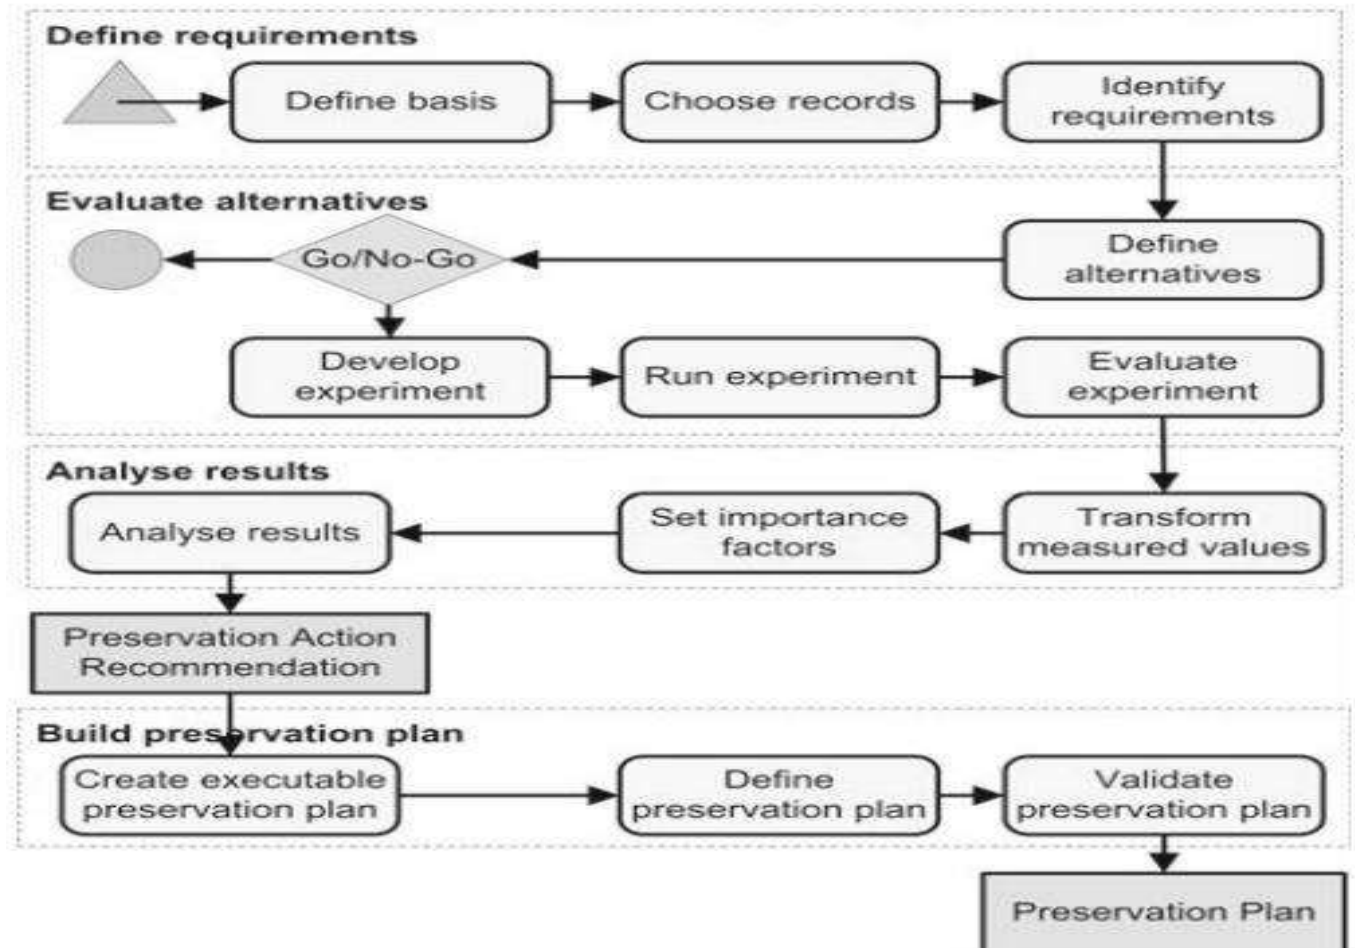 Define requirements
Define basis
Choose records
Identify
requirements
Evaluate alternatives
Go/No-Go
Define
alternatives
Develop
experiment
Run experiment
Evaluate
experiment
Analyse results
Analyse results
Set importance
factors
Transform
measured values
Preservation Action
Recommendation
Build preservation plan
Create executable
preservation plan
Define
preservation plan
Validate
preservation plan
Preservation Plan